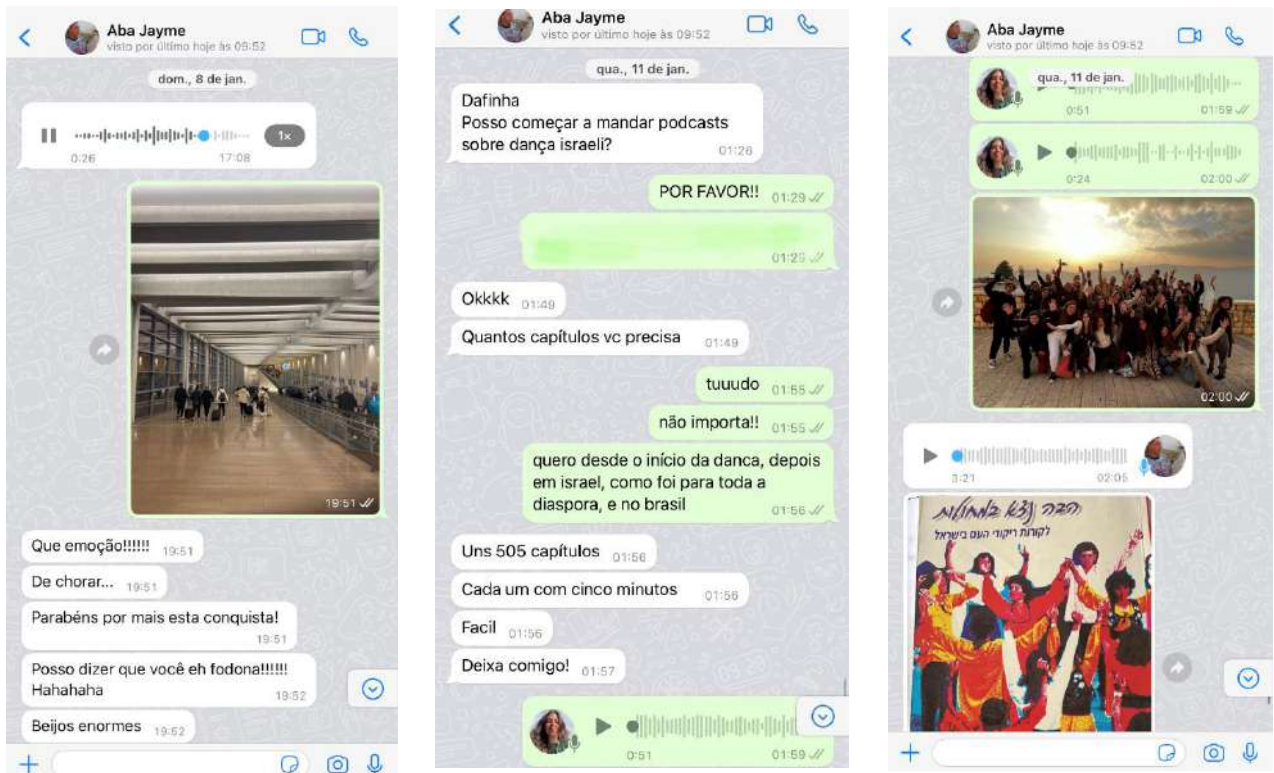 Aba Jayme
visto por último hoje às 09:52
dom., 8 de jan.
1x
0:26
17:08
19:51
Que emoção!!!!!! 19:51
De chorar... 19:51
Parabéns por mais esta conquista!
19:51
Posso dizer que você eh fodona!!!!!!
Hahahaha 19:52
Beijos enormes 19:52
Aba Jayme
visto por último hoje às 09:52
qua., 11 de jan.
Dafinha
Posso começar a mandar podcasts
sobre dança israeli? 01:26
POR FAVOR!! 01:29
01:29
Okkkk 01:49
Quantos capítulos vc precisa 01:49
tuuudo 01:55
não importa!! 01:55
quero desde o início da danca, depois
em israel, como foi para toda a
diaspora, e no brasil 01:56
Uns 505 capítulos 01:56
Cada um com cinco minutos 01:56
Facil 01:56
Deixa comigo! 01:57
0:51 01:59
Aba Jayme
visto por último hoje às 09:52
qua., 11 de jan.
0:51 01:59
0:24 02:00
02:00
3:21 02:05
הבה נצא במחולות
לקורות ריקודי העם בישראל